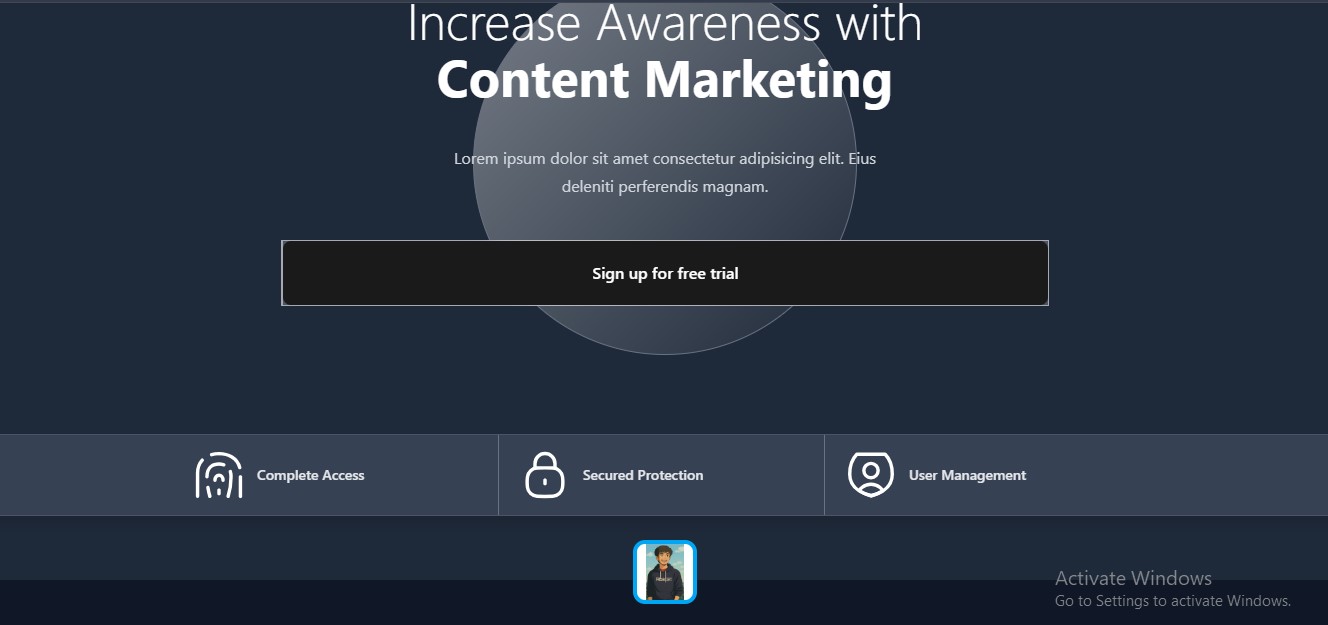 Increase Awareness with
Content Marketing
Lorem ipsum dolor sit amet consectetur adipisicing elit. Eius
deleniti perferendis magnam.
Sign up for free trial
Complete Access
Secured Protection
User Management
Activate Windows
Go to Settings to activate Windows.